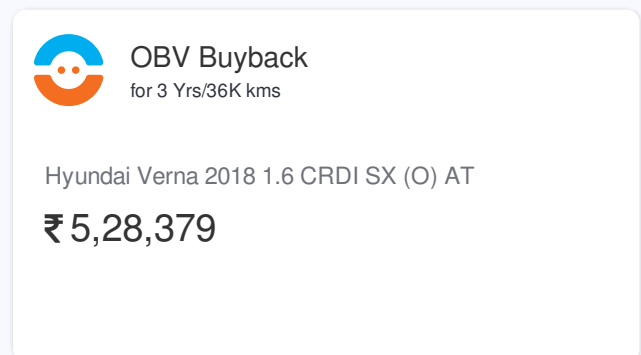 OBV Buyback
for 3 Yrs/36K kms
Hyundai Verna 2018 1.6 CRDI SX (O) AT
₹ 5,28,379